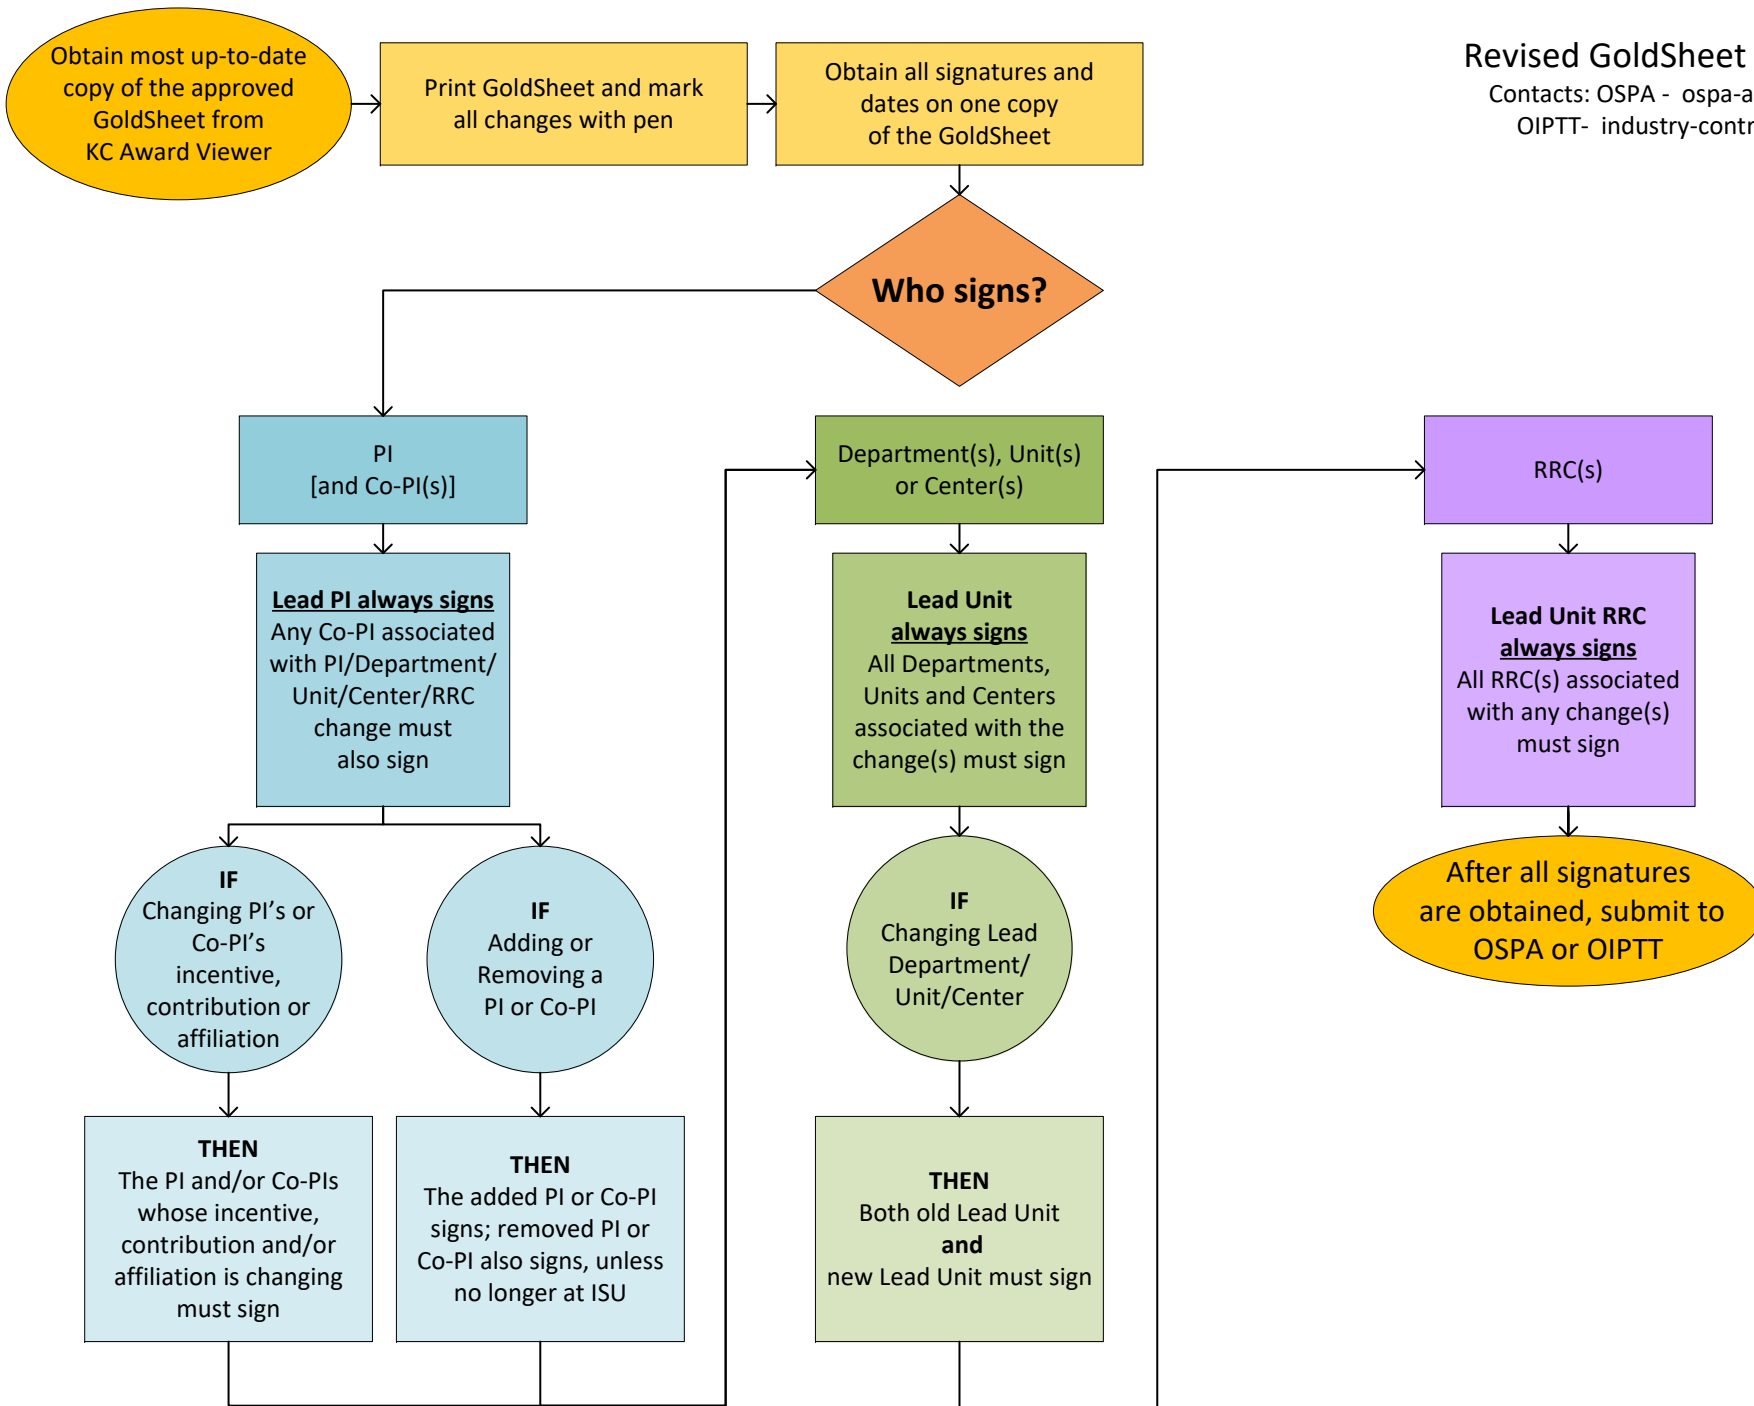 Obtain most up-to-date
copy of the approved
GoldSheet from
KC Award Viewer
Print GoldSheet and mark
all changes with pen
Obtain all signatures and
dates on one copy
of the GoldSheet
Revised GoldSheet
Contacts: OSPA - ospa-a
OIPTT- industry-contr
Who signs?
PI
[and Co-PI(s)]
Lead PI always signs
Any Co-PI associated
with PI/Department/
Unit/Center/RRC
change must
also sign
IF
Changing PI's or
Co-PI's
incentive,
contribution or
affiliation
IF
Adding or
Removing a
PI or Co-PI
THEN
The PI and/or Co-PIs
whose incentive,
contribution and/or
affiliation is changing
must sign
THEN
The added PI or Co-PI
signs; removed PI or
Co-PI also signs, unless
no longer at ISU
Department(s), Unit(s)
or Center(s)
Lead Unit
always signs
All Departments,
Units and Centers
associated with the
change(s) must sign
IF
Changing Lead
Department/
Unit/Center
THEN
Both old Lead Unit
and
new Lead Unit must sign
RRC(s)
Lead Unit RRC
always signs
All RRC(s) associated
with any change(s)
must sign
After all signatures
are obtained, submit to
OSPA or OIPTT